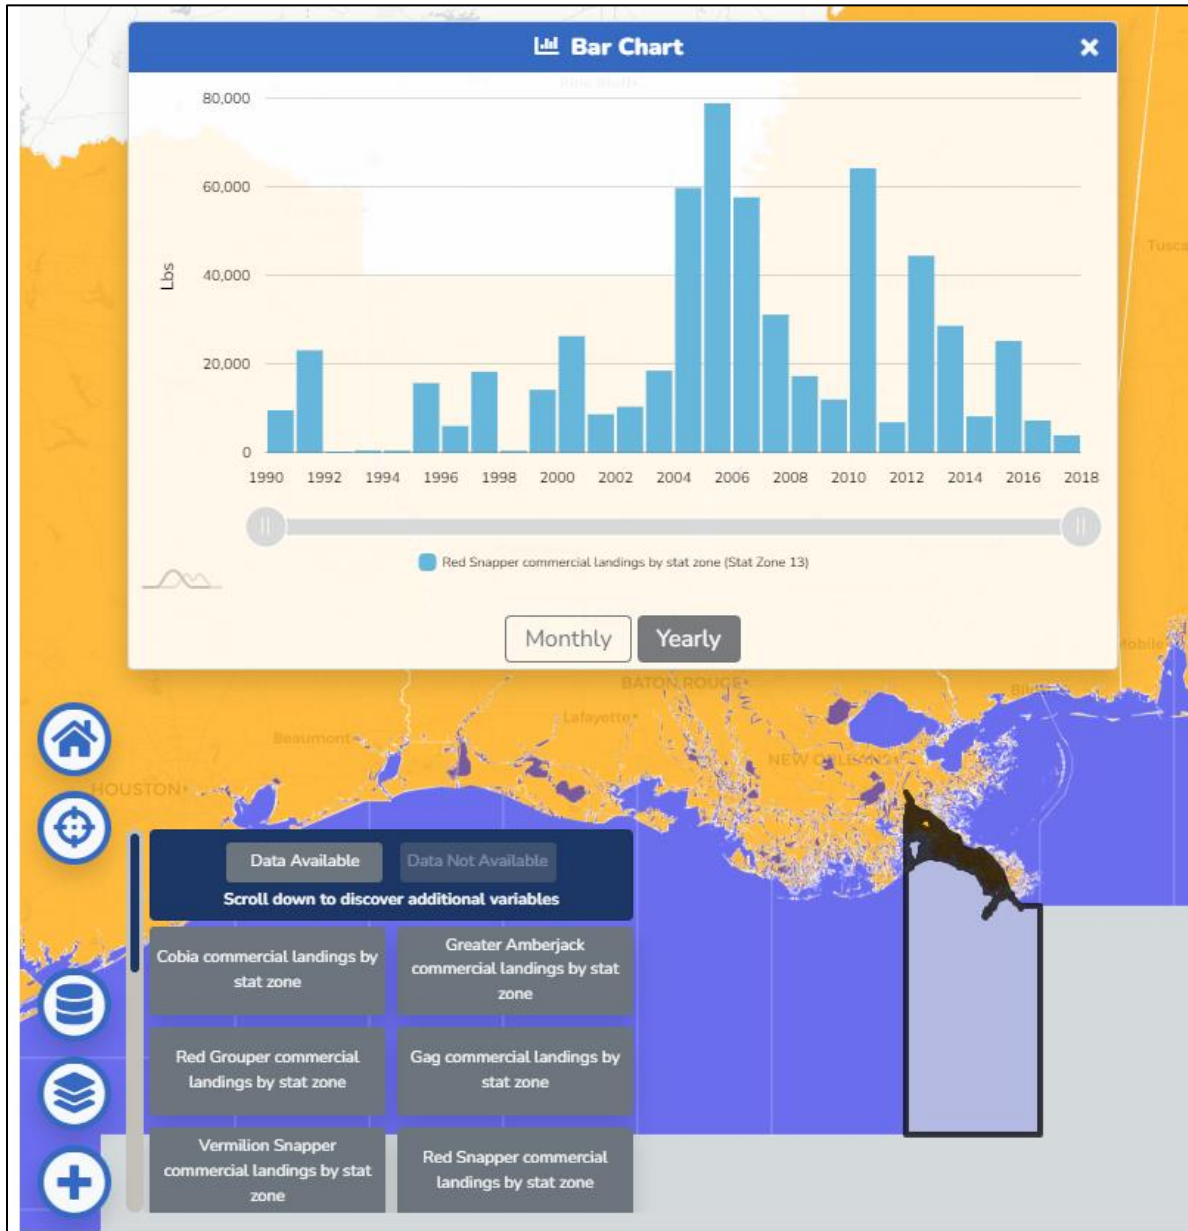 Bar Chart
80,000
60,000
40,000
20,000
0
Lbs
1990 1992 1994 1996 1998 2000 2002 2004 2006 2008 2010 2012 2014 2016 2018
Red Snapper commercial landings by stat zone (Stat Zone 13)
Monthly Yearly
Tusca
Mobile
BATON ROUGE
Lafayette
Beaumont
NEW ORLEANS
HOUSTON
Data Available Data Not Available
Scroll down to discover additional variables
Cobia commercial landings by
stat zone
Greater Amberjack
commercial landings by stat
zone
Red Grouper commercial
landings by stat zone
Gag commercial landings by
stat zone
Vermilion Snapper
commercial landings by stat
zone
Red Snapper commercial
landings by stat zone